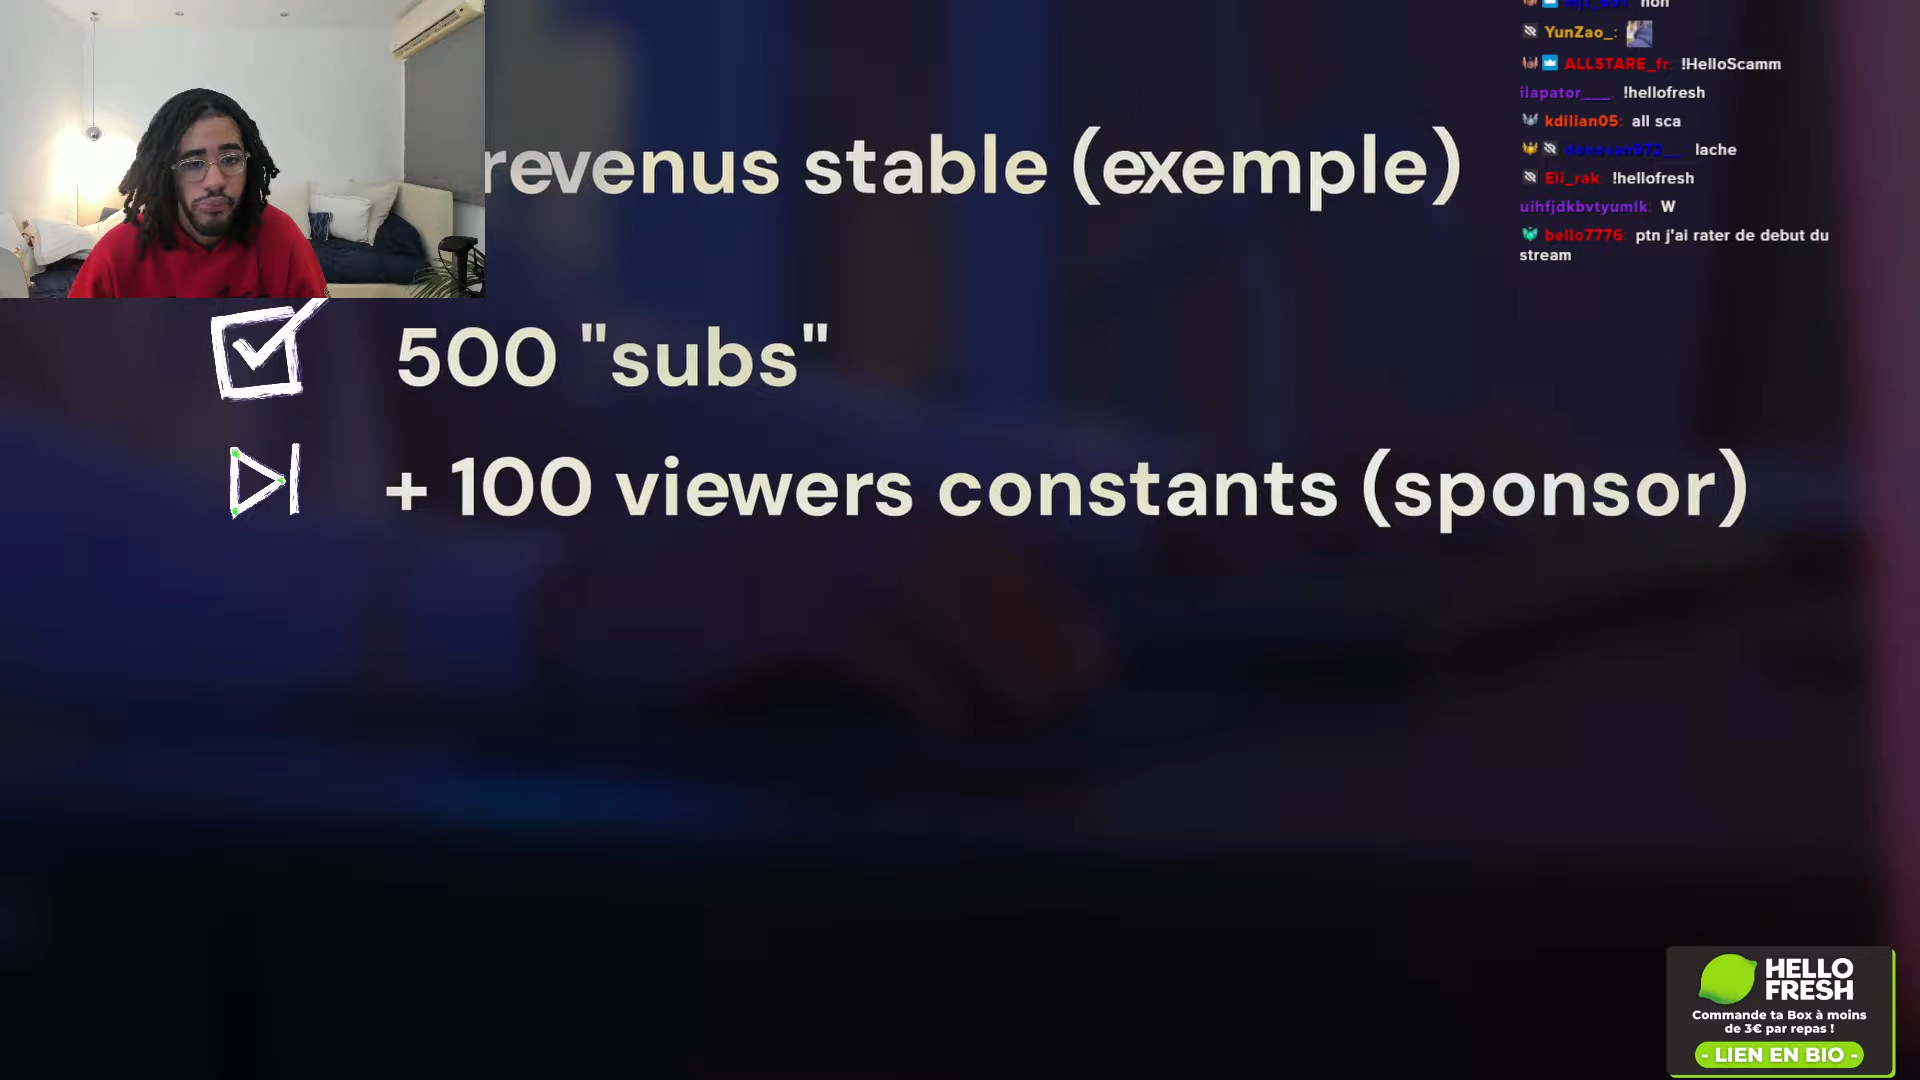 revenus stable (exemple)
500 "subs"
+ 100 viewers constants (sponsor)
non
YunZao_:
ALLSTARE_fr: !HelloScamm
ilapator___ !hellofresh
kdilian05: all sca
lache
Eli_rak: !hellofresh
uihfjdkbvtyumlk: W
bello7776: ptn j'ai rater de debut du
stream
HELLO
FRESH
Commande ta Box à moins
de 3€ par repas !
- LIEN EN BIO -